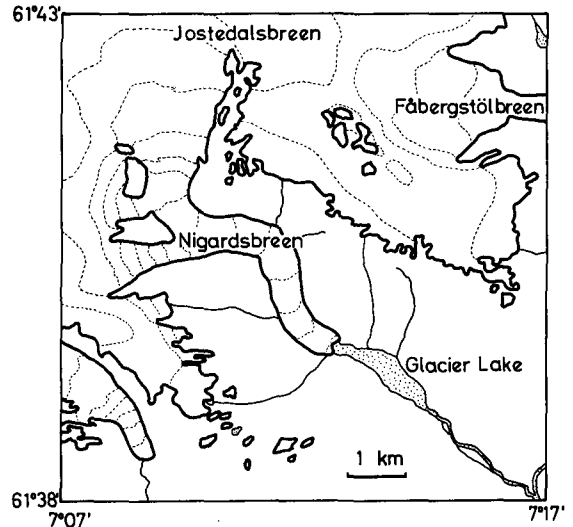 61°43'
Jostedalsbreen
Fåbergstölbreen
Nigardsbreen
Glacier Lake
1 km
61°38'
7°07'
7°17'